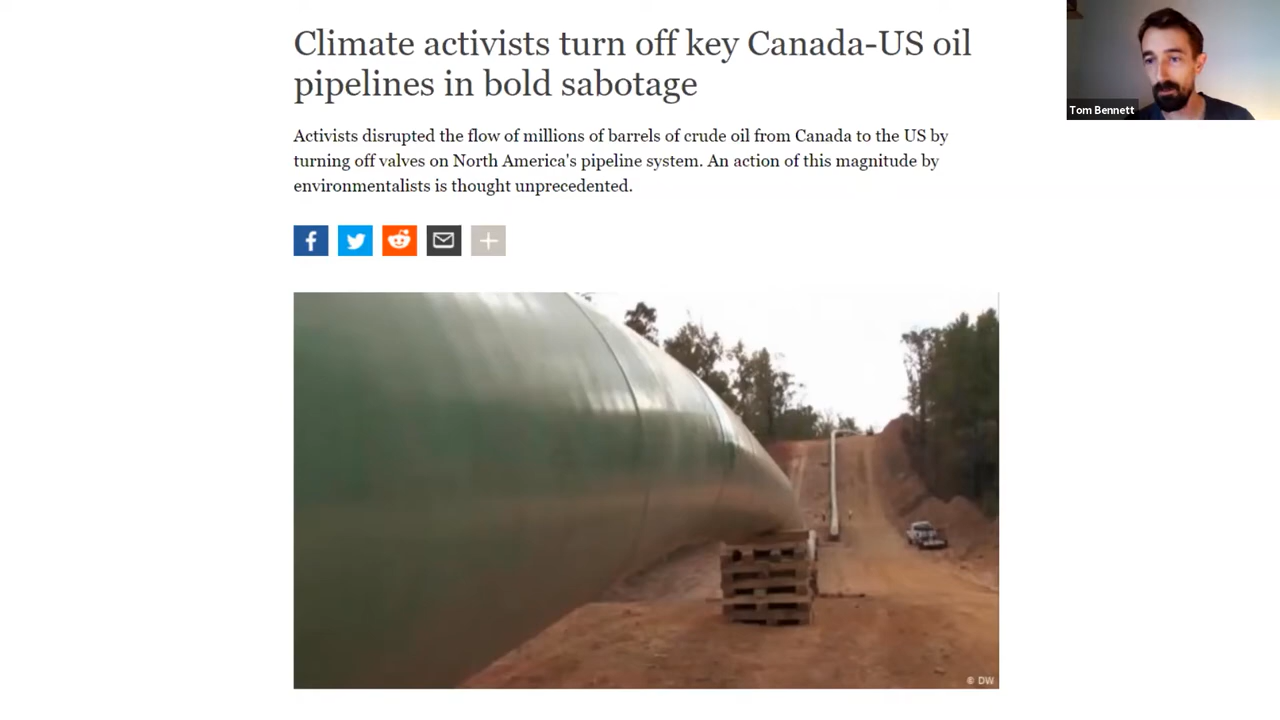 Climate activists turn off key Canada-US oil
pipelines in bold sabotage
Activists disrupted the flow of millions of barrels of crude oil from Canada to the US by
turning off valves on North America's pipeline system. An action of this magnitude by
environmentalists is thought unprecedented.
© DW
Tom Bennett